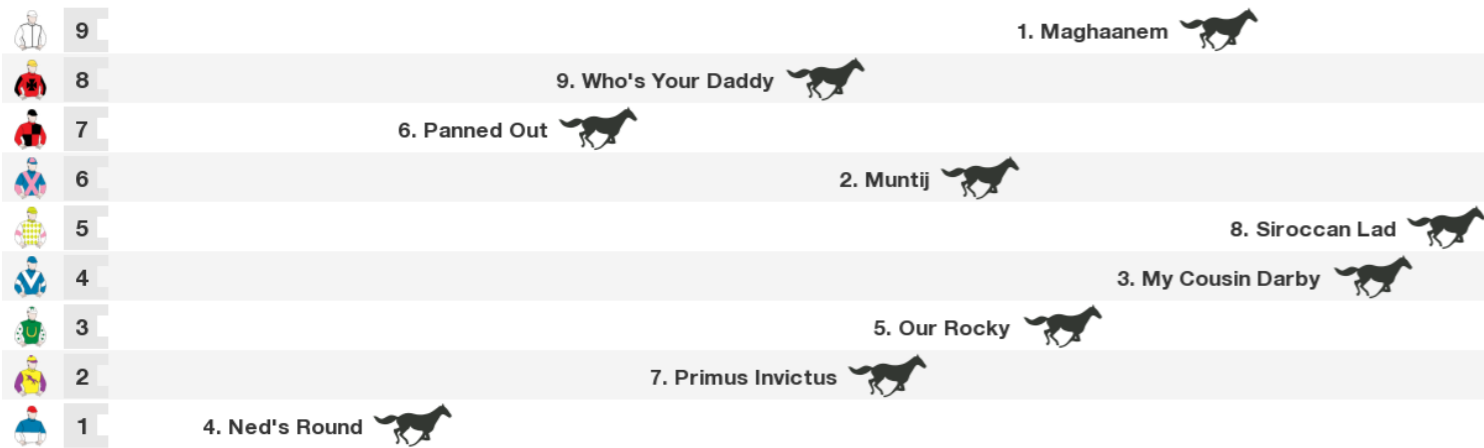 9 1. Maghaanem
8 9. Who's Your Daddy
7 6. Panned Out
6 2. Muntij
5 8. Siroccan Lad
4 3. My Cousin Darby
3 5. Our Rocky
2 7. Primus Invictus
1 4. Ned's Round